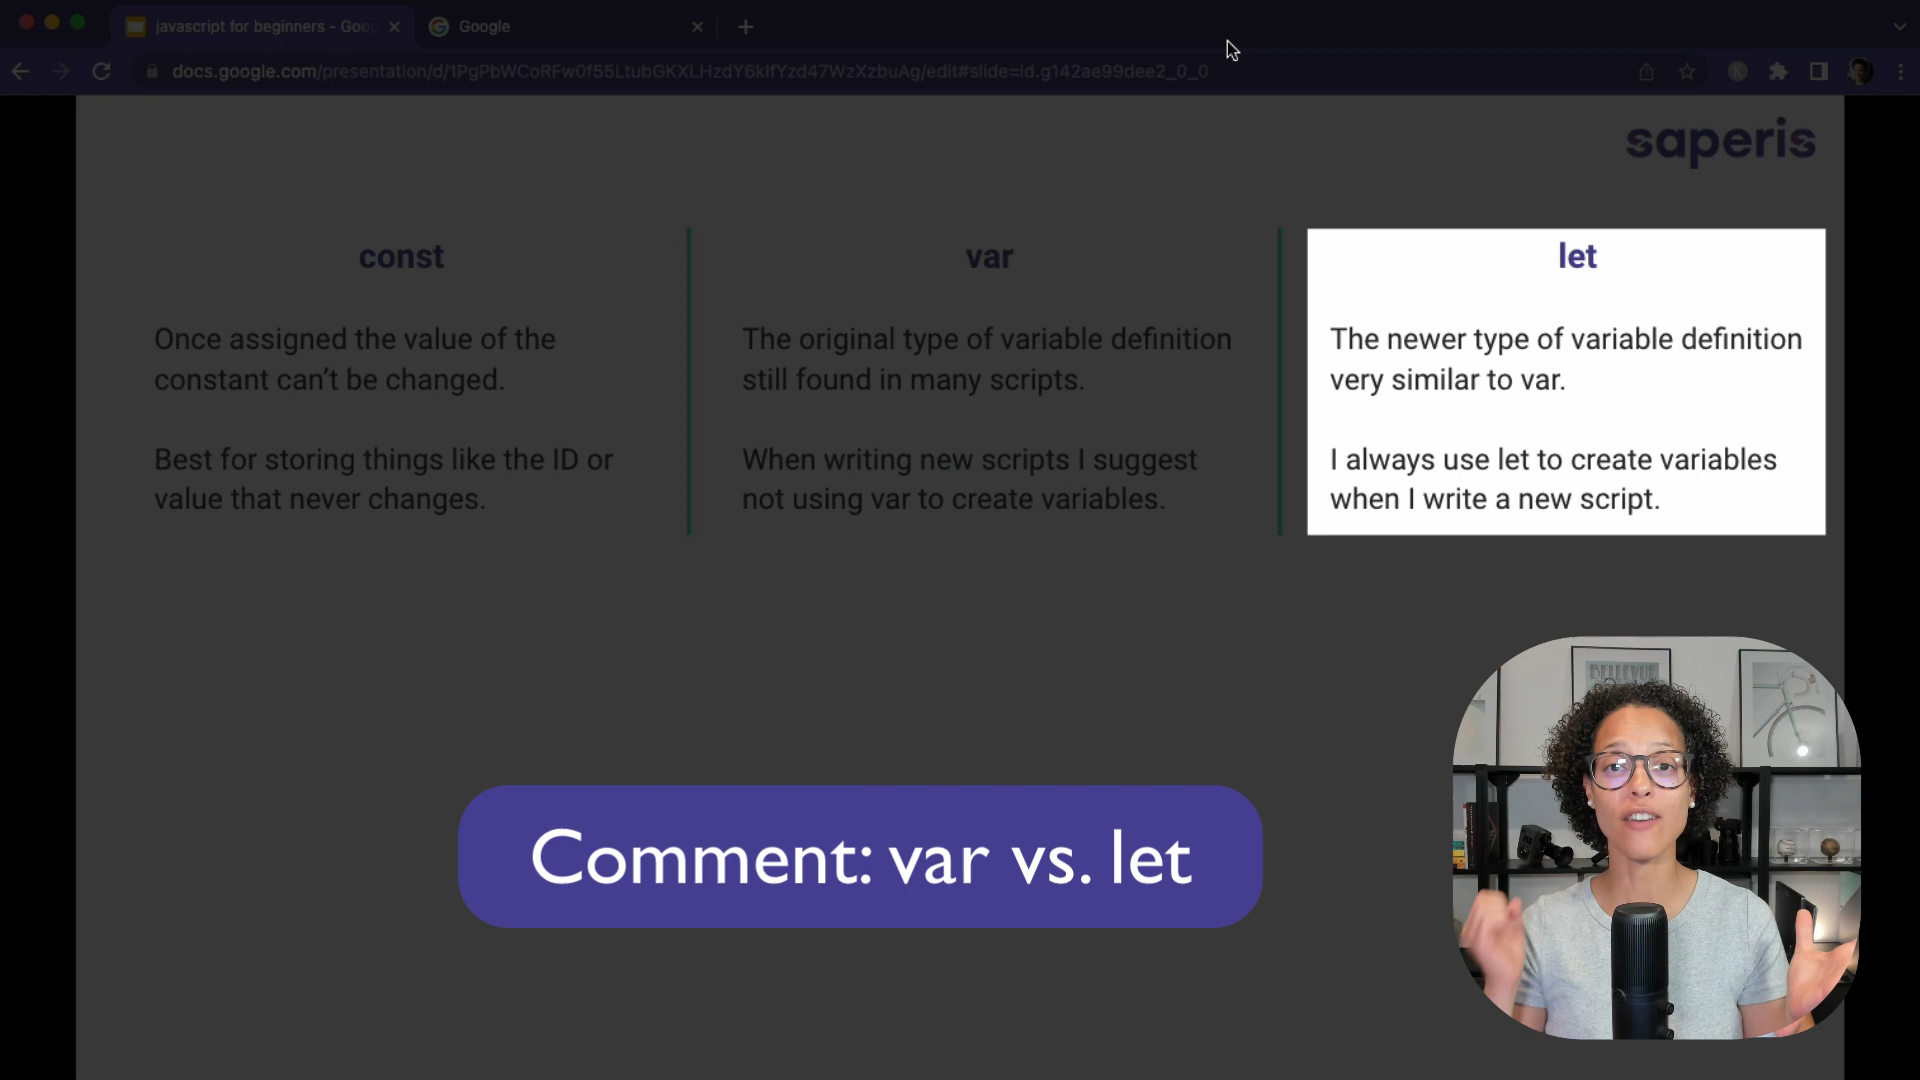 javascript for beginners - Goog
Google
docs.google.com/presentation/d/1PgPbWCoRFw0f55LtubGKXLHzdY6klfYzd47WzXzbuAg/edit#slide=id.g142ae99dee2_0_0
saperis
const
Once assigned the value of the
constant can't be changed.
Best for storing things like the ID or
value that never changes.
var
The original type of variable definition
still found in many scripts.
When writing new scripts I suggest
not using var to create variables.
let
The newer type of variable definition
very similar to var.
I always use let to create variables
when I write a new script.
BELLEVUE
Comment: var vs. let